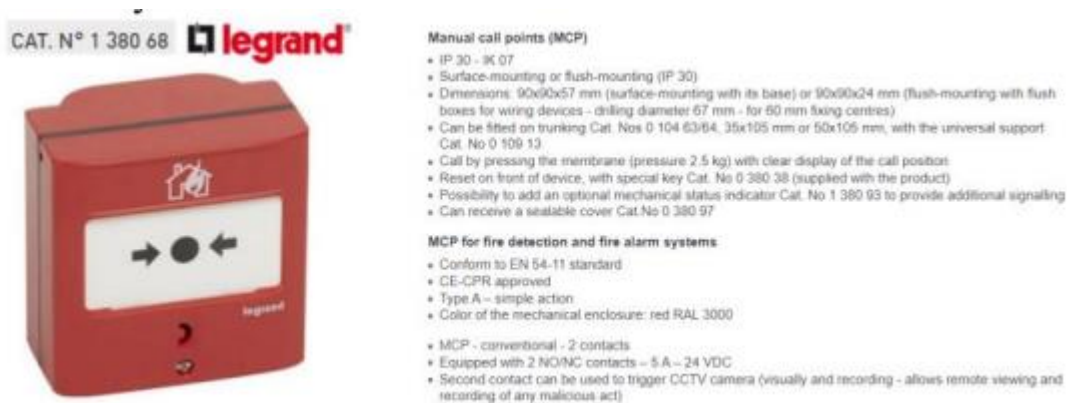 CAT. N° 1 380 68 legrand®
Manual call points (MCP)
• IP 30 - IK 07
• Surface-mounting or flush-mounting (IP 30)
• Dimensions: 90x90x57 mm (surface-mounting with its base) or 90x90x24 mm (flush-mounting with flush
boxes for wiring devices - drilling diameter 67 mm - for 60 mm fixing centres)
• Can be fitted on trunking Cat. Nos 0 104 63/64, 35x105 mm or 50x105 mm, with the universal support
Cat. No 0 109 13
• Call by pressing the membrane (pressure 2.5 kg) with clear display of the call position
• Reset on front of device, with special key Cat. No 0 380 38 (supplied with the product)
• Possibility to add an optional mechanical status indicator Cat. No 1 380 93 to provide additional signalling
• Can receive a sealable cover Cat.No 0 380 97
MCP for fire detection and fire alarm systems
• Conform to EN 54-11 standard
• CE-CPR approved
• Type A – simple action
• Color of the mechanical enclosure: red RAL 3000
• MCP - conventional - 2 contacts
• Equipped with 2 NO/NC contacts – 5 A – 24 VDC
• Second contact can be used to trigger CCTV camera (visually and recording - allows remote viewing and
recording of any malicious act)
legrand